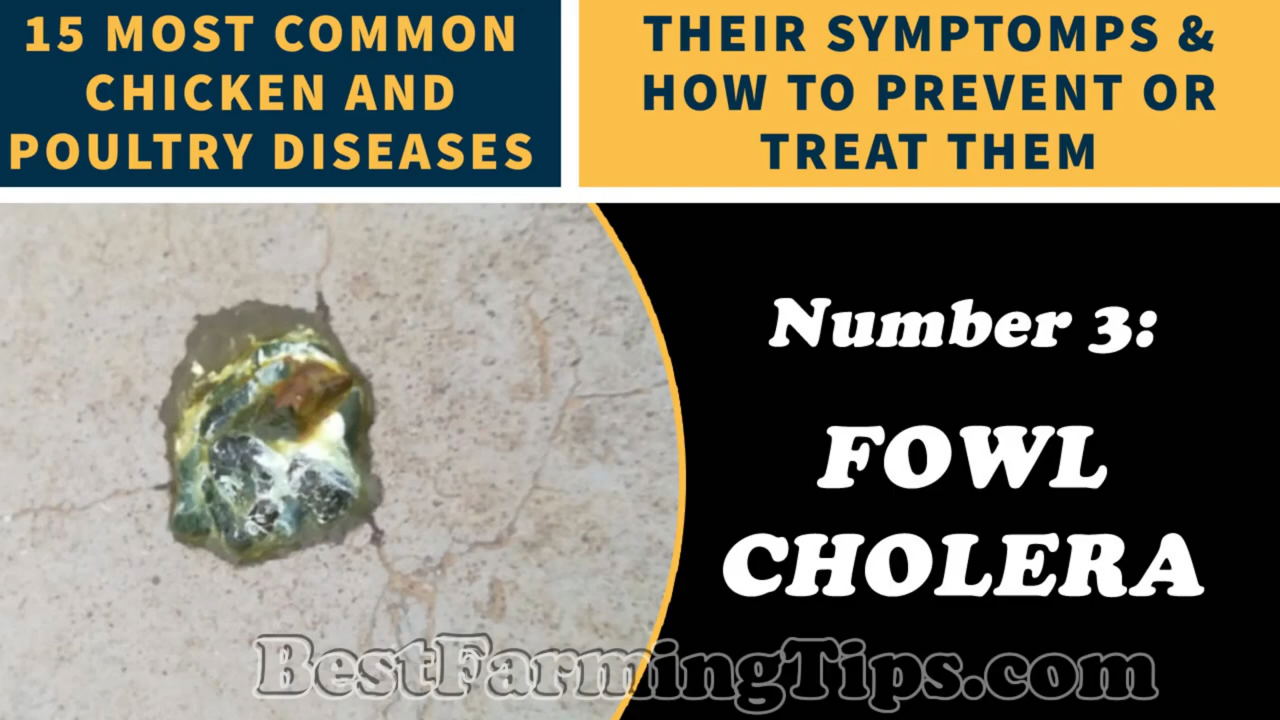 15 MOST COMMON
CHICKEN AND
POULTRY DISEASES
THEIR SYMPTOMPS &
HOW TO PREVENT OR
TREAT THEM
Number 3:
FOWL
CHOLERA
BestFarmingTips.com